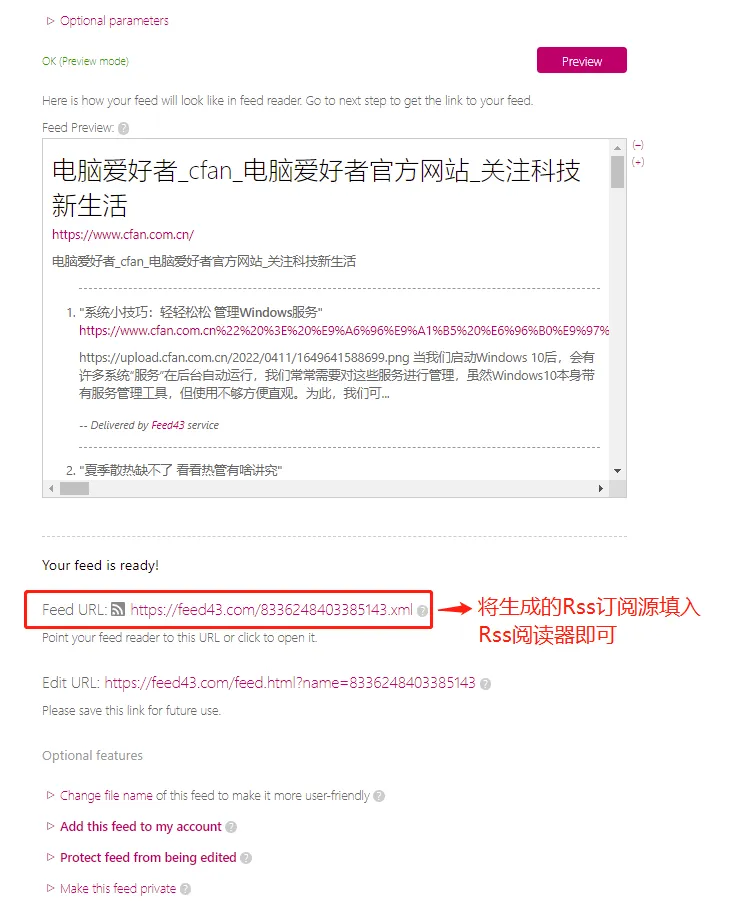 Optional parameters
OK (Preview mode)
Preview
Here is how your feed will look like in feed reader. Go to next step to get the link to your feed.
Feed Preview: ?
(−)
(+)
电脑爱好者_cfan_电脑爱好者官方网站_关注科技
新生活
https://www.cfan.com.cn/
电脑爱好者_cfan_电脑爱好者官方网站_关注科技新生活
1. "系统小技巧：轻轻松松 管理Windows服务"
https://www.cfan.com.cn%22%20%3E%20%E9%A6%96%E9%A1%B5%20%E6%96%B0%E9%97%
https://upload.cfan.com.cn/2022/0411/1649641588699.png 当我们启动Windows 10后，会有
许多系统“服务”在后台自动运行，我们常常需要对这些服务进行管理，虽然Windows10本身带
有服务管理工具，但使用不够方便直观。为此，我们可...
-- Delivered by Feed43 service
2. "夏季散热缺不了 看看热管有啥讲究"
Your feed is ready!
Feed URL: https://feed43.com/8336248403385143.xml ?
将生成的Rss订阅源填入
Rss阅读器即可
Point your feed reader to this URL or click to open it.
Edit URL: https://feed43.com/feed.html?name=8336248403385143 ?
Please save this link for future use.
Optional features
Change file name of this feed to make it more user-friendly ?
Add this feed to my account ?
Protect feed from being edited ?
Make this feed private ?